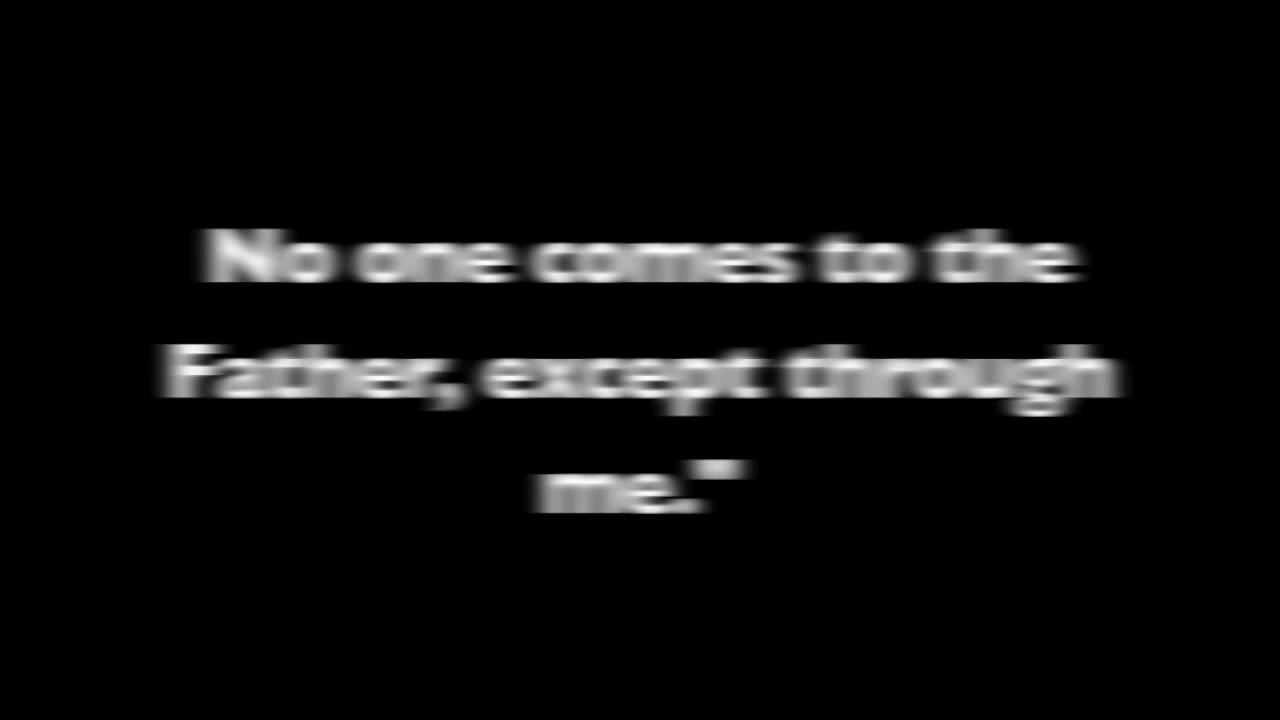 No one comes to the
Father, except through
me."